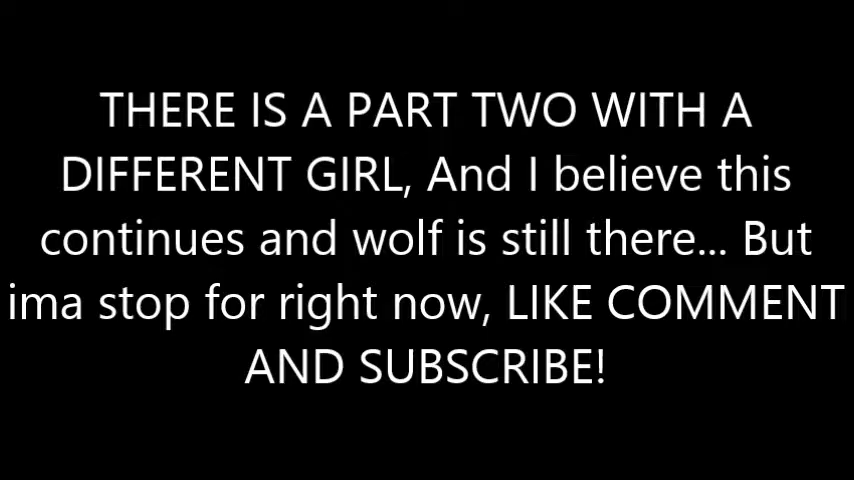 THERE IS A PART TWO WITH A
DIFFERENT GIRL, And I believe this
continues and wolf is still there... But
ima stop for right now, LIKE COMMENT
AND SUBSCRIBE!